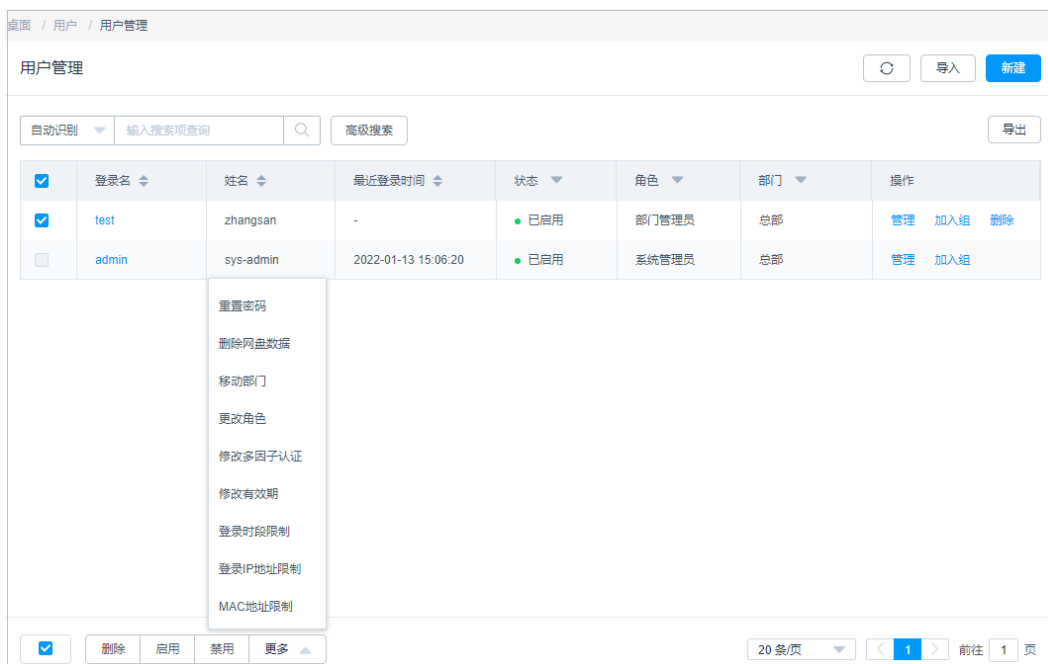 桌面 / 用户 / 用户管理
用户管理 导入 新建
自动识别 输入搜索项查询 高级搜索 导出
登录名 姓名 最近登录时间 状态 角色 部门 操作
test zhangsan - 已启用 部门管理员 总部 管理 加入组 删除
admin sys-admin 2022-01-13 15:06:20 已启用 系统管理员 总部 管理 加入组
重置密码
删除网盘数据
移动部门
更改角色
修改多因子认证
修改有效期
登录时段限制
登录IP地址限制
MAC地址限制
删除 启用 禁用 更多 20 条/页 1 前往 1 页